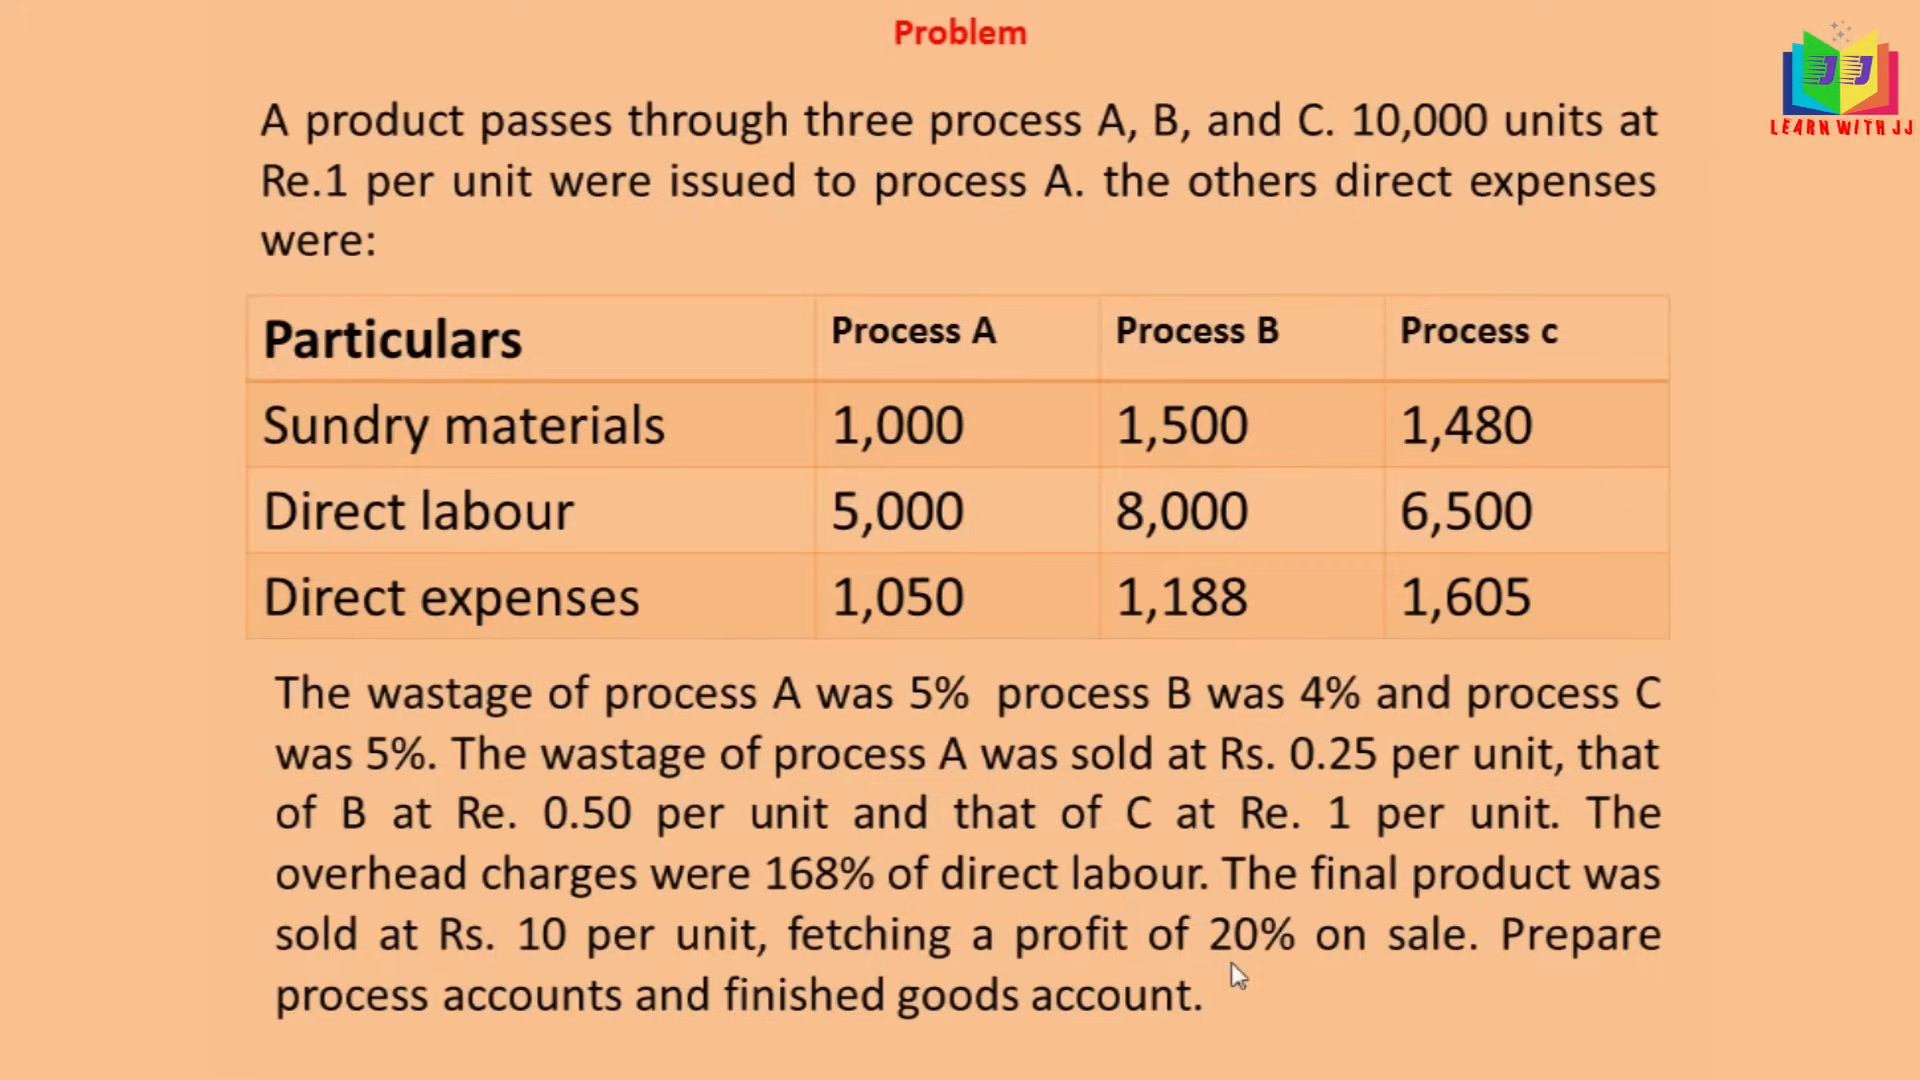 Problem
LEARN WITH JJ
A product passes through three process A, B, and C. 10,000 units at
Re.1 per unit were issued to process A. the others direct expenses
were:
Particulars Process A Process B Process c
Sundry materials 1,000 1,500 1,480
Direct labour 5,000 8,000 6,500
Direct expenses 1,050 1,188 1,605
The wastage of process A was 5% process B was 4% and process C
was 5%. The wastage of process A was sold at Rs. 0.25 per unit, that
of B at Re. 0.50 per unit and that of C at Re. 1 per unit. The
overhead charges were 168% of direct labour. The final product was
sold at Rs. 10 per unit, fetching a profit of 20% on sale. Prepare
process accounts and finished goods account.